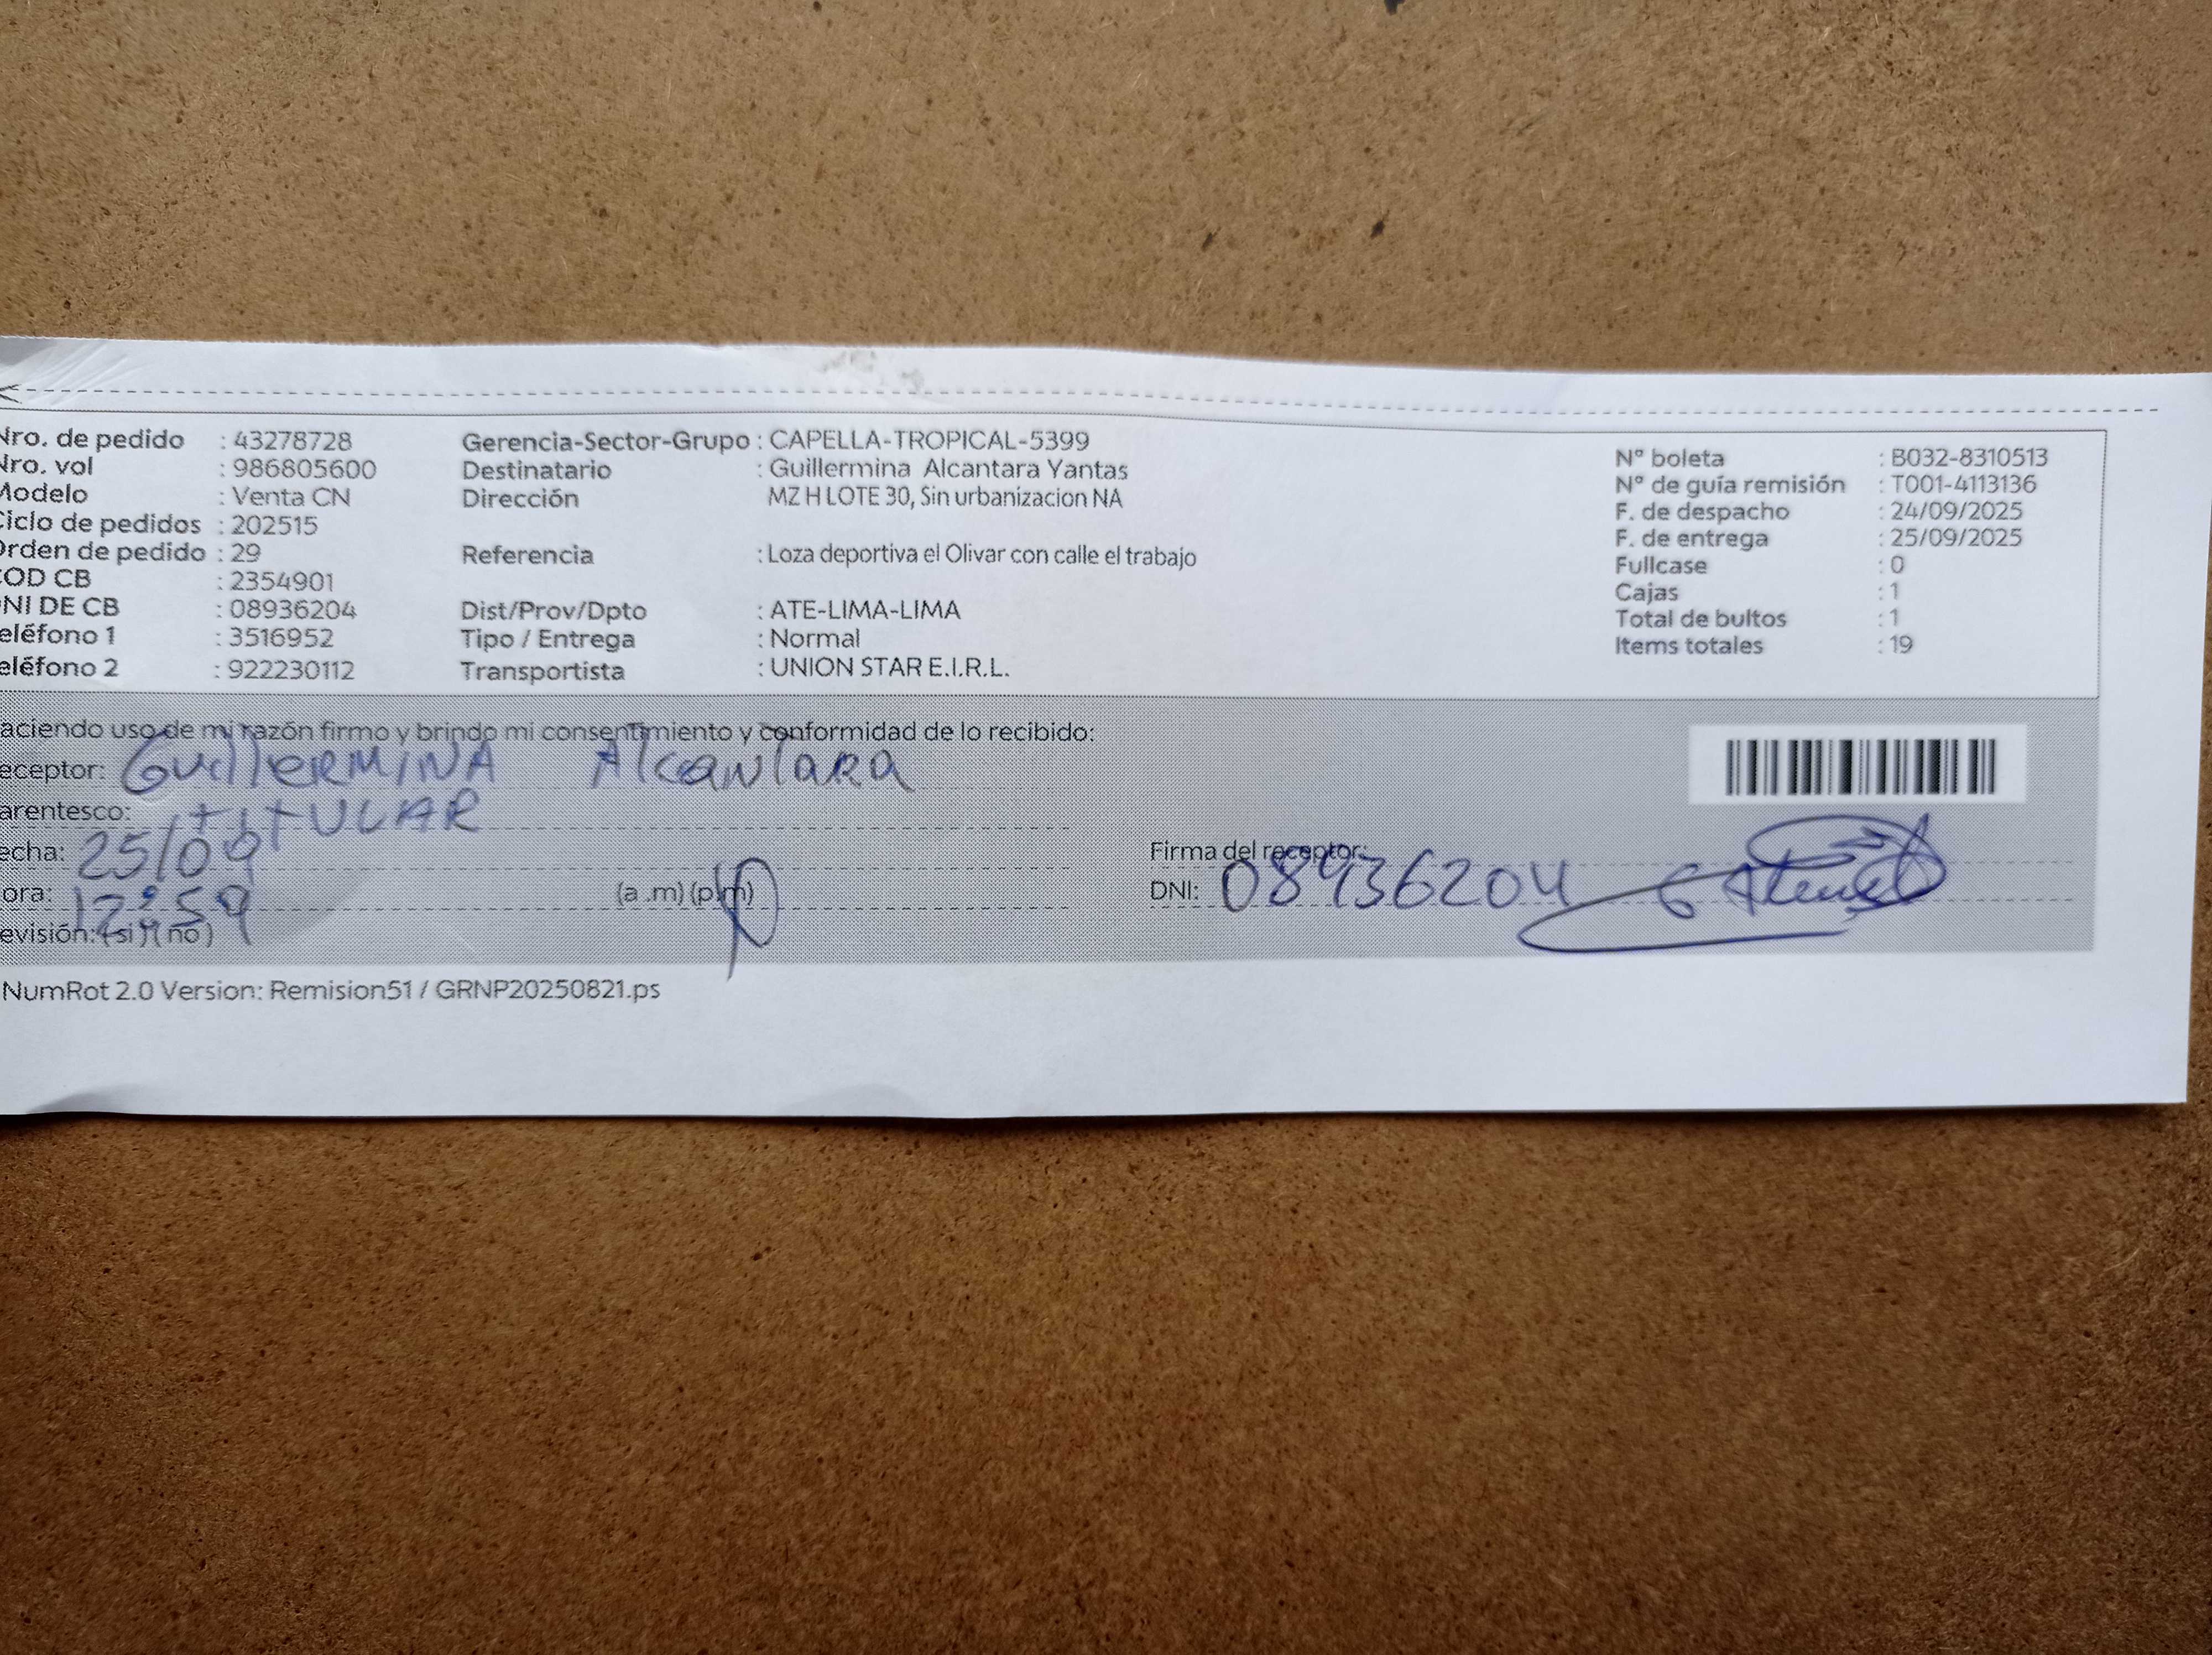 Nro. de pedido : 43278728
Nro. vol : 986805600
Modelo : Venta CN
Ciclo de pedidos : 202515
Orden de pedido : 29
COD CB : 2354901
DNI DE CB : 08936204
eléfono 1 : 3516952
eléfono 2 : 922230112
Gerencia-Sector-Grupo : CAPELLA-TROPICAL-5399
Destinatario : Guillermina Alcantara Yantas
Dirección MZ H LOTE 30, Sin urbanizacion NA
Referencia : Loza deportiva el Olivar con calle el trabajo
Dist/Prov/Dpto : ATE-LIMA-LIMA
Tipo / Entrega : Normal
Transportista : UNION STAR E.I.R.L.
N° boleta : B032-8310513
N° de guía remisión : T001-4113136
F. de despacho : 24/09/2025
F. de entrega : 25/09/2025
Fullcase : 0
Cajas : 1
Total de bultos : 1
Items totales : 19
aciendo uso de mi razón firmo y brindo mi consentimiento y conformidad de lo recibido:
eceptor: GuillERMINA AlcantaRa
arentesco: TITULAR
echa: 25/09
ora: 12:59 (a .m) (p.m)
evisión: (si) (no)
Firma del receptor:
DNI: 08936204
NumRot 2.0 Version: Remision51 / GRNP20250821.ps